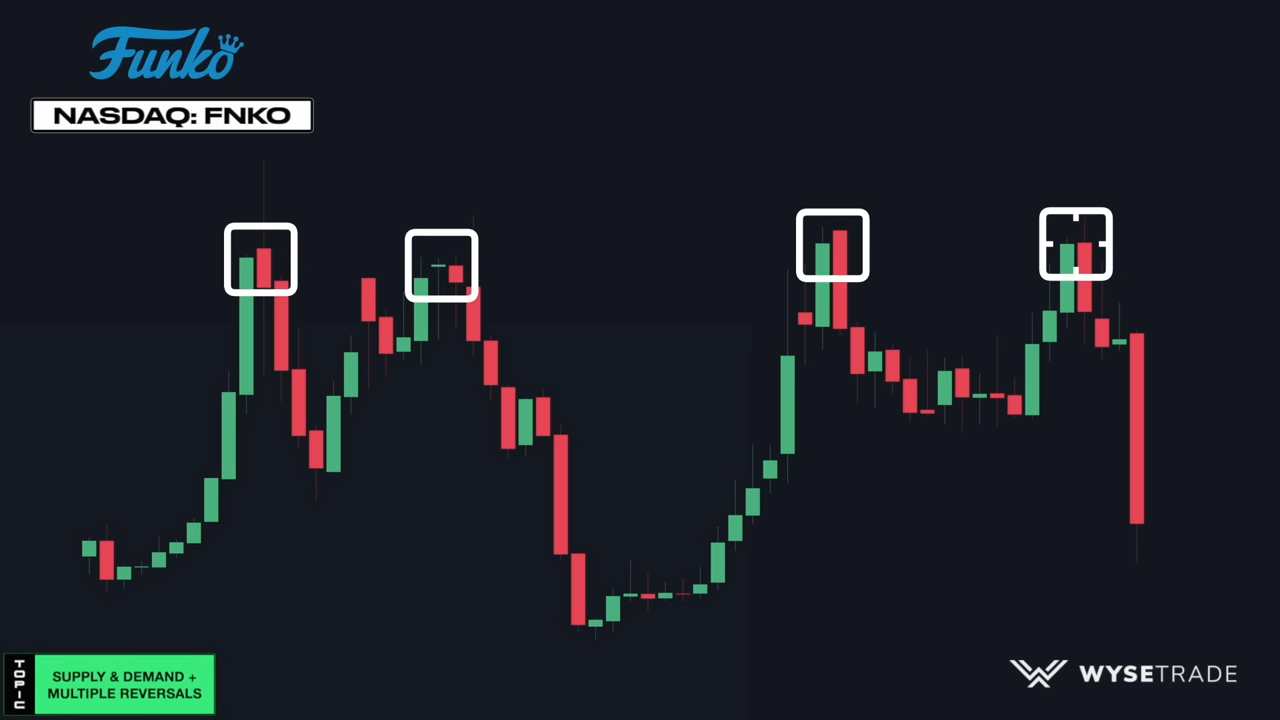 Funko
NASDAQ: FNKO
TOPIC
SUPPLY & DEMAND +
MULTIPLE REVERSALS
WYSETRADE